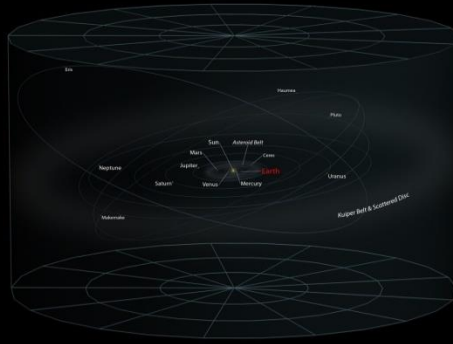 Eris
Haumea
Pluto
Sun
Asteroid Belt
Mars
Ceres
Jupiter
Earth
Neptune
Uranus
Saturn
Venus
Mercury
Kuiper Belt & Scattered Disc
Makemake